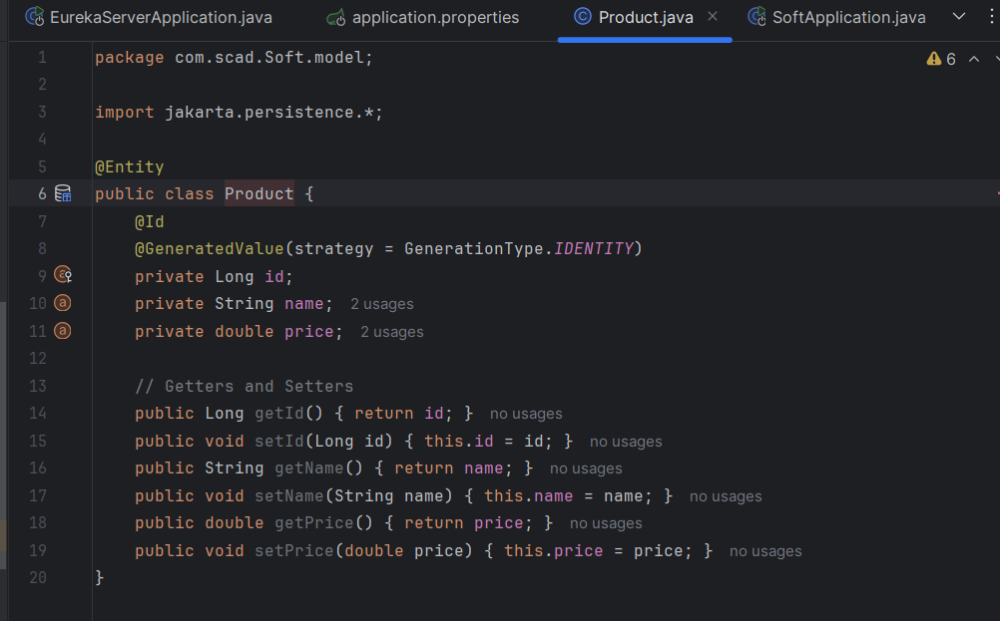 EurekaServerApplication.java application.properties Product.java SoftApplication.java
1 package com.scad.Soft.model; 6
2
3 import jakarta.persistence.*;
4
5 @Entity
6 public class Product {
7 @Id
8 @GeneratedValue(strategy = GenerationType.IDENTITY)
9 private Long id;
10 private String name; 2 usages
11 private double price; 2 usages
12
13 // Getters and Setters
14 public Long getId() { return id; } no usages
15 public void setId(Long id) { this.id = id; } no usages
16 public String getName() { return name; } no usages
17 public void setName(String name) { this.name = name; } no usages
18 public double getPrice() { return price; } no usages
19 public void setPrice(double price) { this.price = price; } no usages
20 }